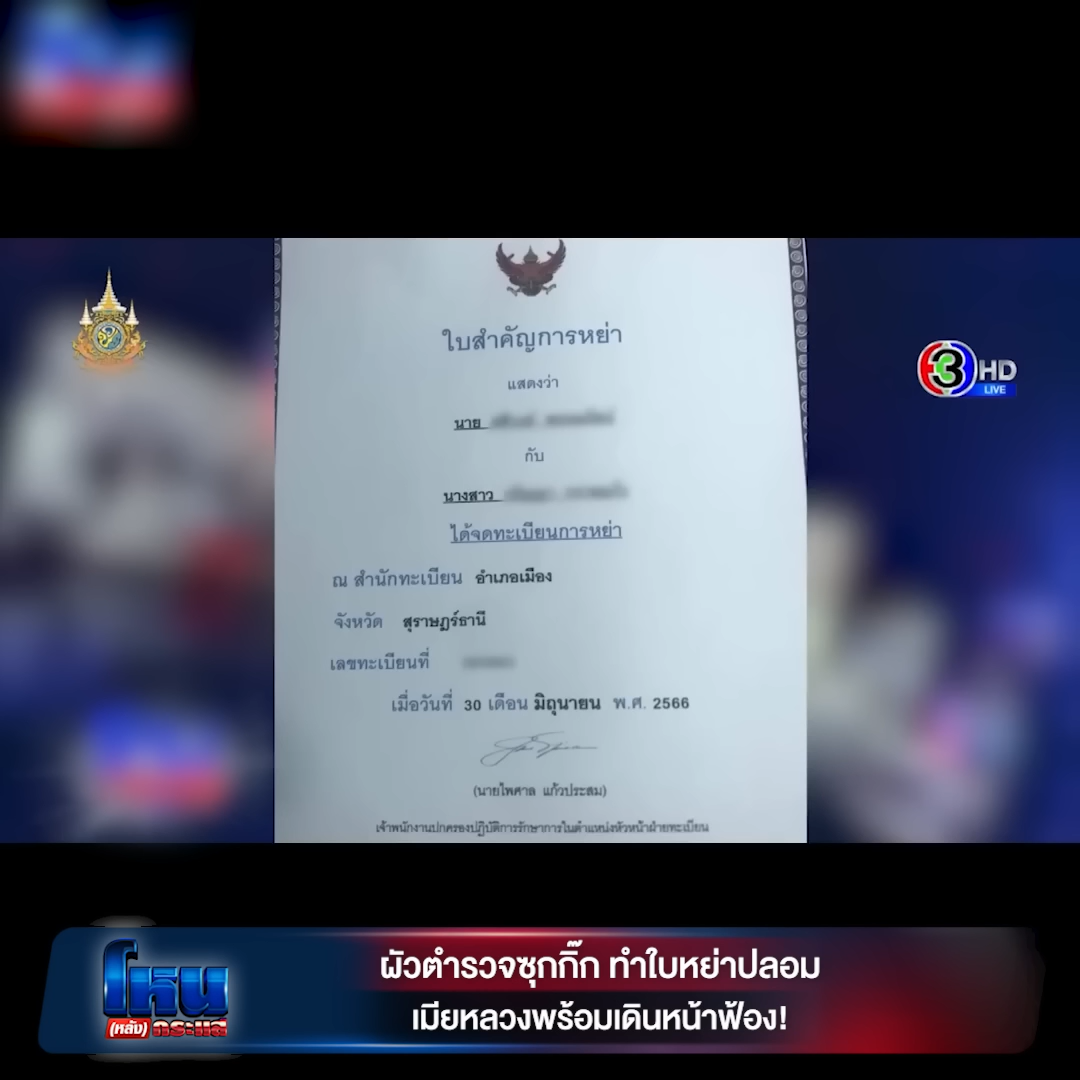 3 HD
LIVE
ใบสำคัญการหย่า
แสดงว่า
นาย
กับ
นางสาว
ได้จดทะเบียนการหย่า
ณ สำนักทะเบียน อำเภอเมือง
จังหวัด สุราษฎร์ธานี
เลขทะเบียนที่
เมื่อวันที่ 30 เดือน มิถุนายน พ.ศ. 2566
(นายไพศาล แก้วประสม)
เจ้าพนักงานปกครองปฏิบัติการรักษาการในตำแหน่งหัวหน้าฝ่ายทะเบียน
โหน
(หลัง) กระแส
ผัวตำรวจซุกกิ๊ก ทำใบหย่าปลอม
เมียหลวงพร้อมเดินหน้าฟ้อง!